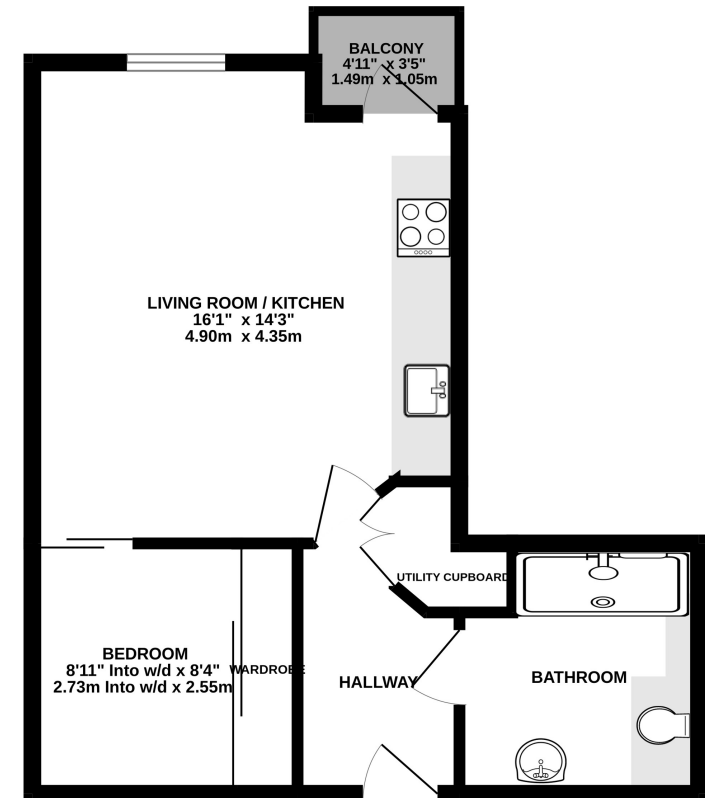 BALCONY
4'11" x 3'5"
1.49m x 1.05m
LIVING ROOM / KITCHEN
16'1" x 14'3"
4.90m x 4.35m
UTILITY CUPBOARD
BEDROOM
8'11" Into w/d x 8'4"
2.73m Into w/d x 2.55m
WARDROBE
HALLWAY
BATHROOM